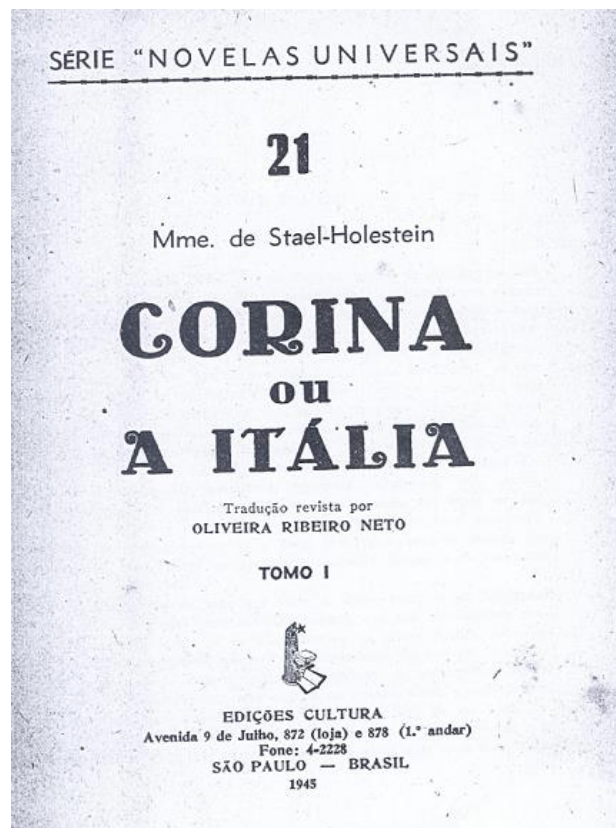 SÉRIE “NOVELAS UNIVERSAIS”
21
Mme. de Stael-Holestein
CORINA
ou
A ITÁLIA
Tradução revista por
OLIVEIRA RIBEIRO NETO
TOMO I
EDIÇÕES CULTURA
Avenida 9 de Julho, 872 (loja) e 878 (1.° andar)
Fone: 4-2228
SÃO PAULO — BRASIL
1945